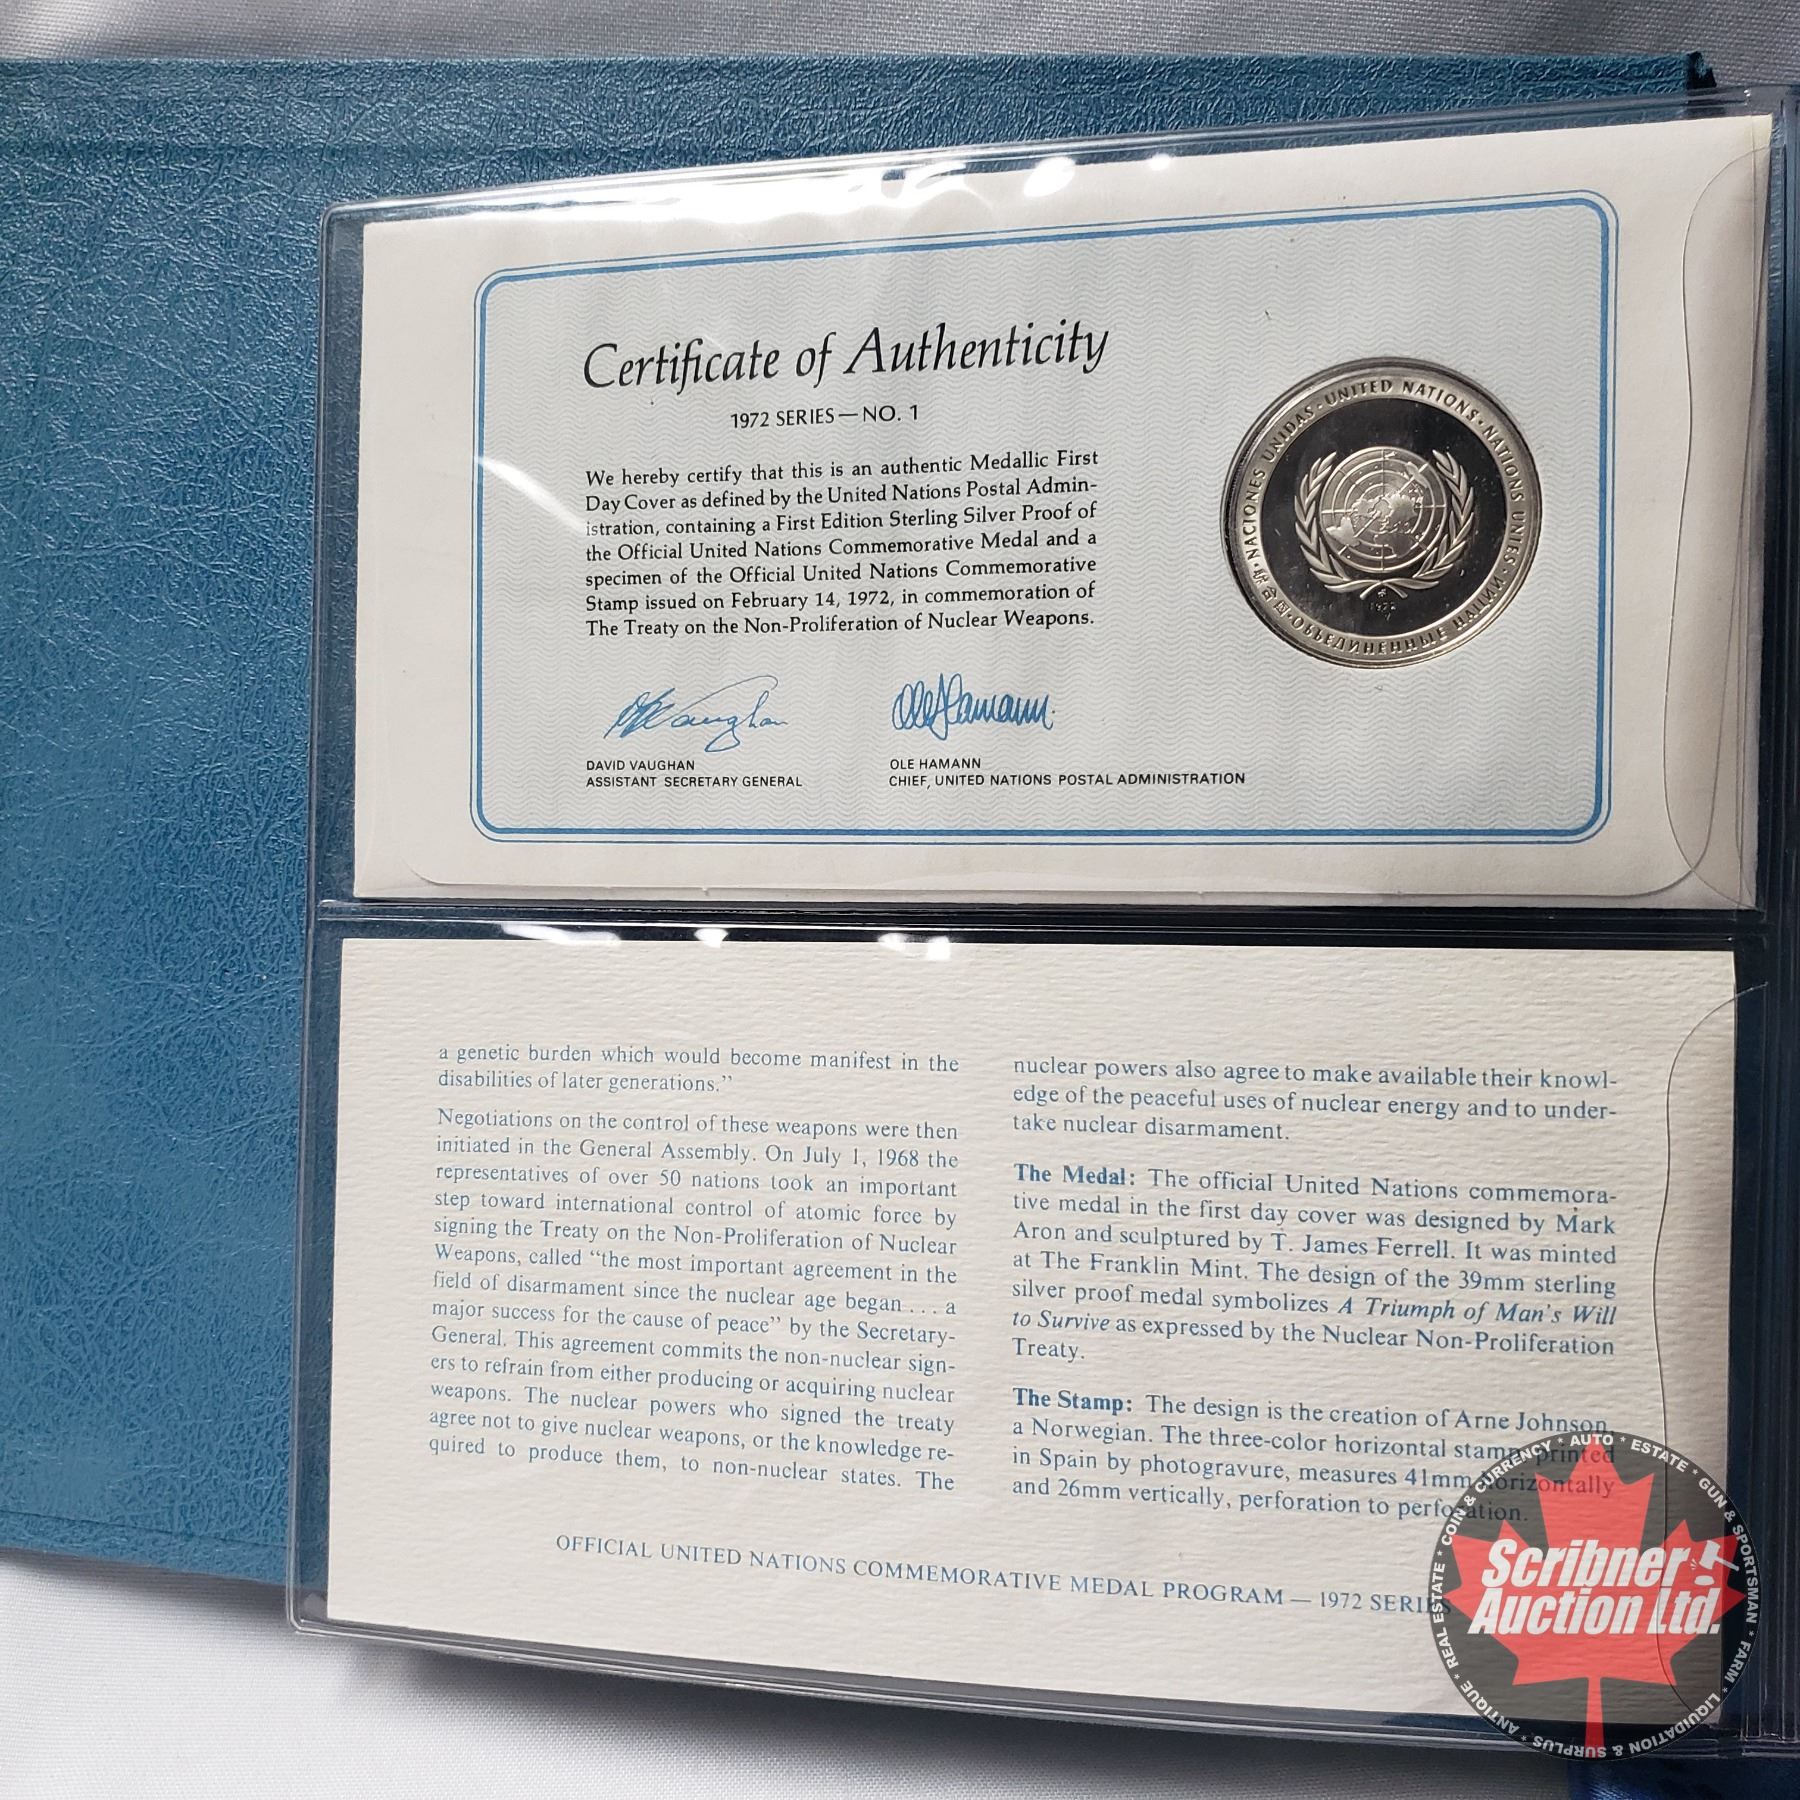 Certificate of Authenticity
1972 SERIES—NO. 1
We hereby certify that this is an authentic Medallic First
Day Cover as defined by the United Nations Postal Admin-
istration, containing a First Edition Sterling Silver Proof of
the Official United Nations Commemorative Medal and a
specimen of the Official United Nations Commemorative
Stamp issued on February 14, 1972, in commemoration of
The Treaty on the Non-Proliferation of Nuclear Weapons.
DAVID VAUGHAN
ASSISTANT SECRETARY GENERAL
OLE HAMANN
CHIEF, UNITED NATIONS POSTAL ADMINISTRATION
UNITED NATIONS · NATIONS UNIES · ОБЪЕДИНЕННЫЕ НАЦИИ · 联合国 · NACIONES UNIDAS ·
1972
a genetic burden which would become manifest in the
disabilities of later generations.”
Negotiations on the control of these weapons were then
initiated in the General Assembly. On July 1, 1968 the
representatives of over 50 nations took an important
step toward international control of atomic force by
signing the Treaty on the Non-Proliferation of Nuclear
Weapons, called “the most important agreement in the
field of disarmament since the nuclear age began . . . a
major success for the cause of peace” by the Secretary-
General. This agreement commits the non-nuclear sign-
ers to refrain from either producing or acquiring nuclear
weapons. The nuclear powers who signed the treaty
agree not to give nuclear weapons, or the knowledge re-
quired to produce them, to non-nuclear states. The
nuclear powers also agree to make available their knowl-
edge of the peaceful uses of nuclear energy and to under-
take nuclear disarmament.
The Medal: The official United Nations commemora-
tive medal in the first day cover was designed by Mark
Aron and sculptured by T. James Ferrell. It was minted
at The Franklin Mint. The design of the 39mm sterling
silver proof medal symbolizes A Triumph of Man's Will
to Survive as expressed by the Nuclear Non-Proliferation
Treaty.
The Stamp: The design is the creation of Arne Johnson,
a Norwegian. The three-color horizontal stamp, printed
in Spain by photogravure, measures 41mm horizontally
and 26mm vertically, perforation to perforation.
OFFICIAL UNITED NATIONS COMMEMORATIVE MEDAL PROGRAM — 1972 SERIES
Scribner
Auction Ltd.
REAL ESTATE * COIN & CURRENCY * AUTO * ESTATE * GUN & SPORTSMAN * FARM * LIQUIDATION & SURPLUS * ANTIQUE *